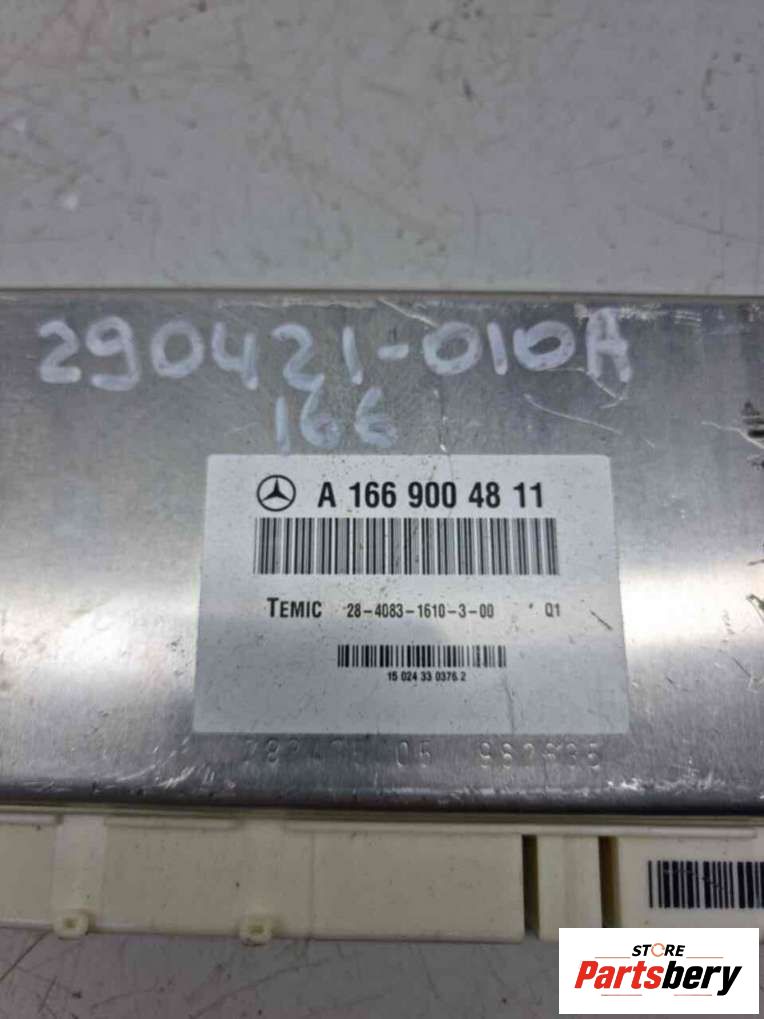 290421-010A
166
A 166 900 48 11
TEMIC 28-4083-1610-3-00 Q1
15 024 33 0376 2
STORE
Partsbery